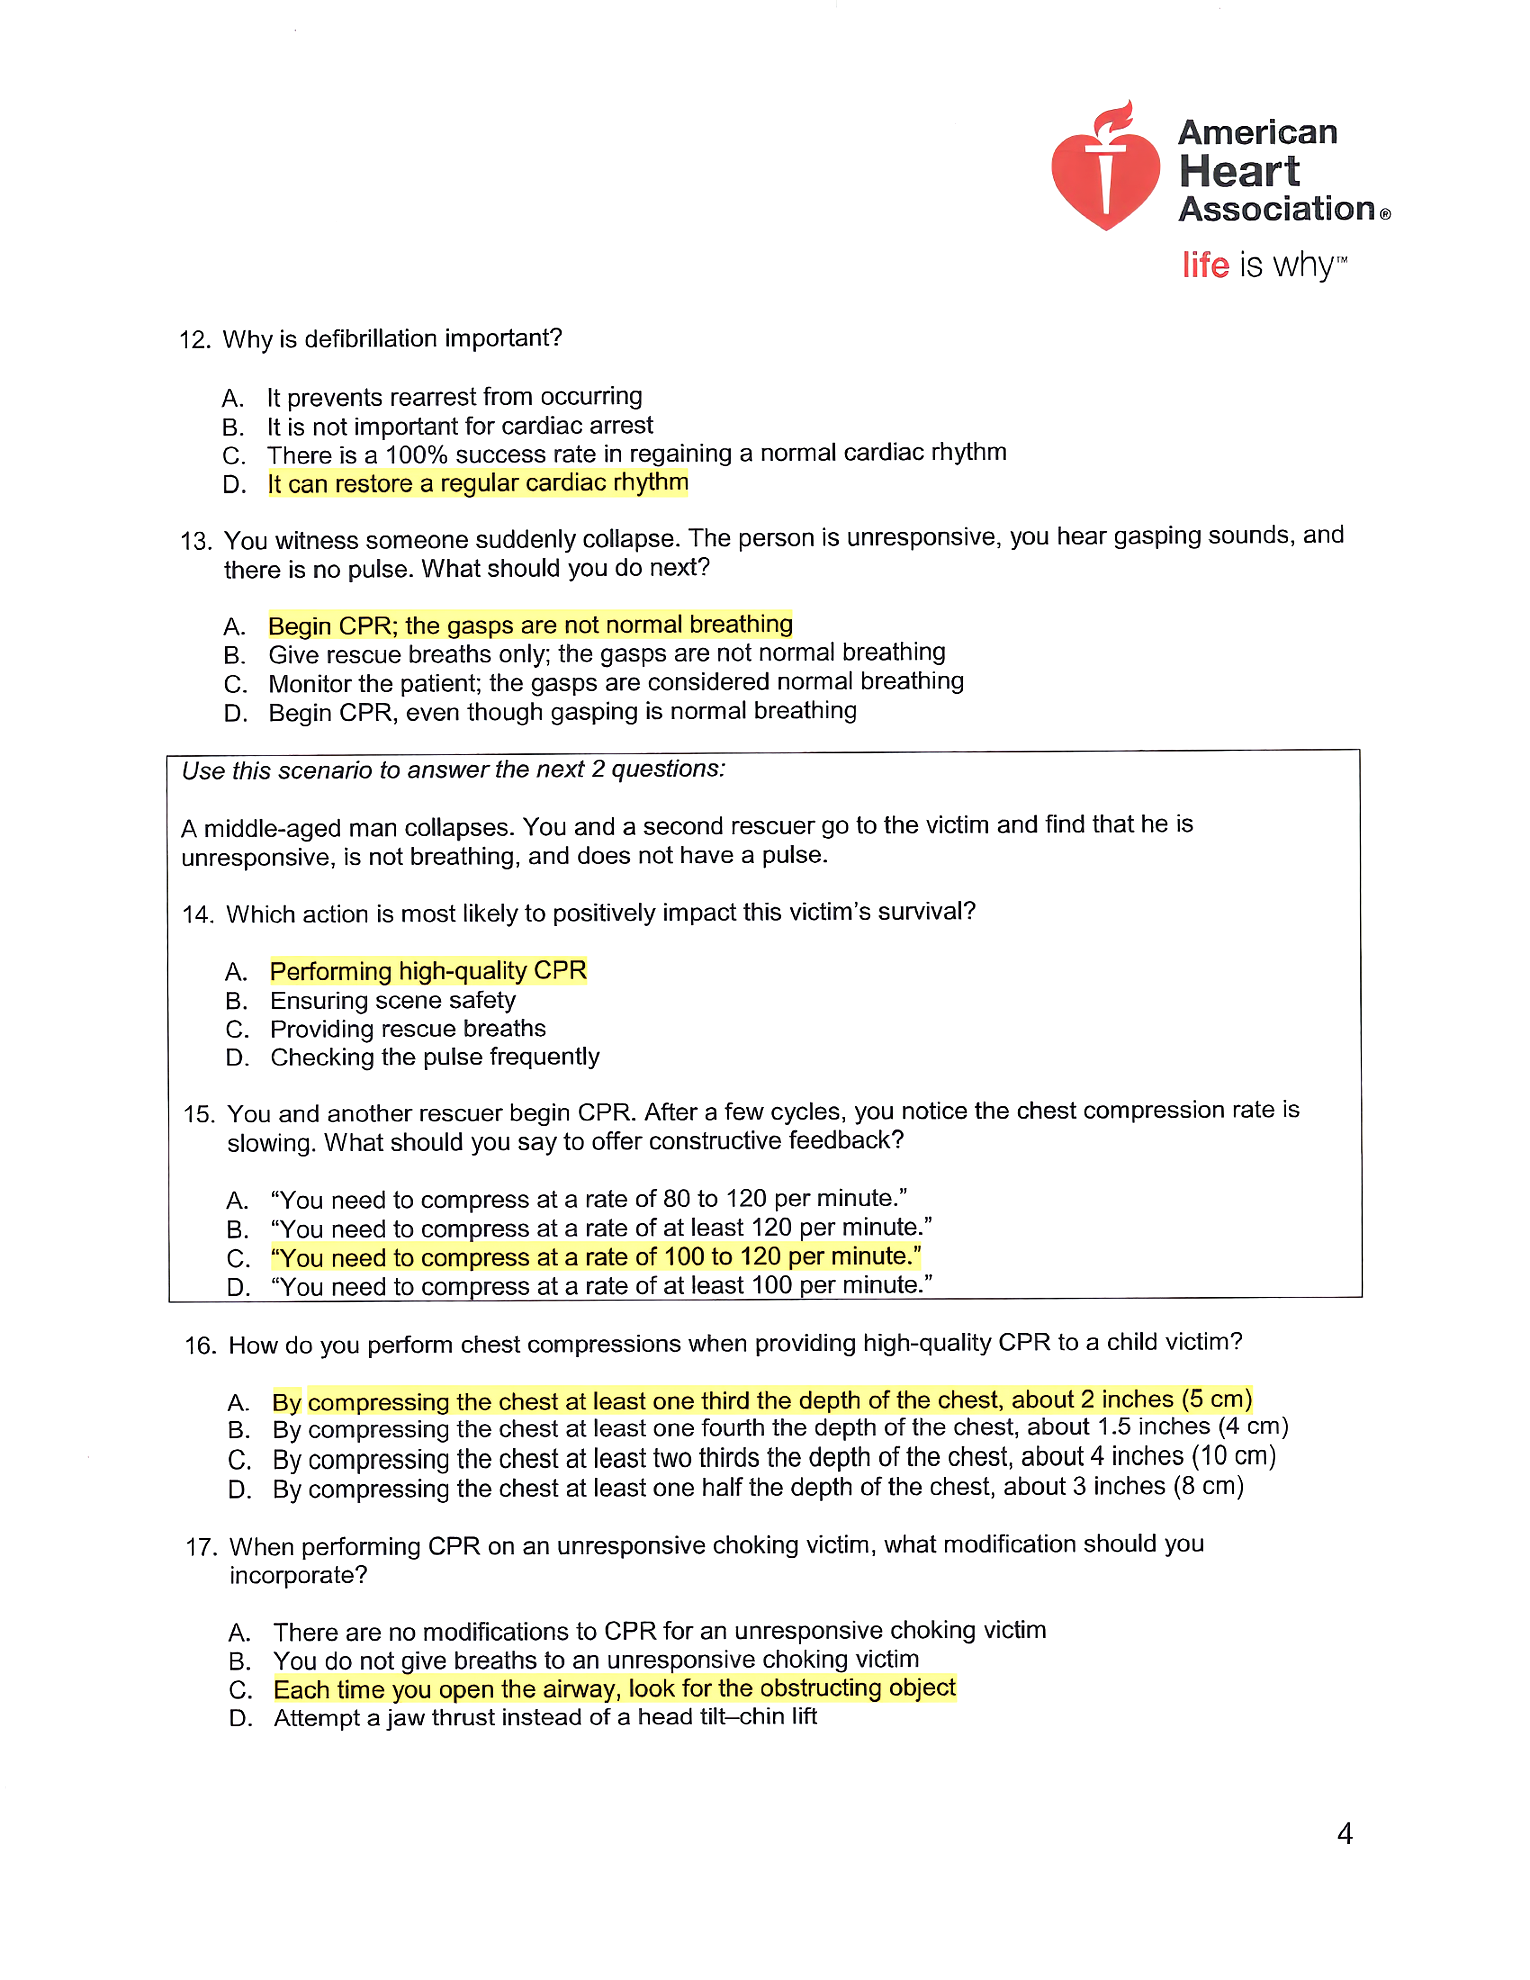 American
Heart
Association®
life is why™
12. Why is defibrillation important?
A. It prevents rearrest from occurring
B. It is not important for cardiac arrest
C. There is a 100% success rate in regaining a normal cardiac rhythm
D. It can restore a regular cardiac rhythm
13. You witness someone suddenly collapse. The person is unresponsive, you hear gasping sounds, and
there is no pulse. What should you do next?
A. Begin CPR; the gasps are not normal breathing
B. Give rescue breaths only; the gasps are not normal breathing
C. Monitor the patient; the gasps are considered normal breathing
D. Begin CPR, even though gasping is normal breathing
Use this scenario to answer the next 2 questions:
A middle-aged man collapses. You and a second rescuer go to the victim and find that he is
unresponsive, is not breathing, and does not have a pulse.
14. Which action is most likely to positively impact this victim’s survival?
A. Performing high-quality CPR
B. Ensuring scene safety
C. Providing rescue breaths
D. Checking the pulse frequently
15. You and another rescuer begin CPR. After a few cycles, you notice the chest compression rate is
slowing. What should you say to offer constructive feedback?
A. “You need to compress at a rate of 80 to 120 per minute.”
B. “You need to compress at a rate of at least 120 per minute.”
C. “You need to compress at a rate of 100 to 120 per minute.”
D. “You need to compress at a rate of at least 100 per minute.”
16. How do you perform chest compressions when providing high-quality CPR to a child victim?
A. By compressing the chest at least one third the depth of the chest, about 2 inches (5 cm)
B. By compressing the chest at least one fourth the depth of the chest, about 1.5 inches (4 cm)
C. By compressing the chest at least two thirds the depth of the chest, about 4 inches (10 cm)
D. By compressing the chest at least one half the depth of the chest, about 3 inches (8 cm)
17. When performing CPR on an unresponsive choking victim, what modification should you
incorporate?
A. There are no modifications to CPR for an unresponsive choking victim
B. You do not give breaths to an unresponsive choking victim
C. Each time you open the airway, look for the obstructing object
D. Attempt a jaw thrust instead of a head tilt–chin lift
4